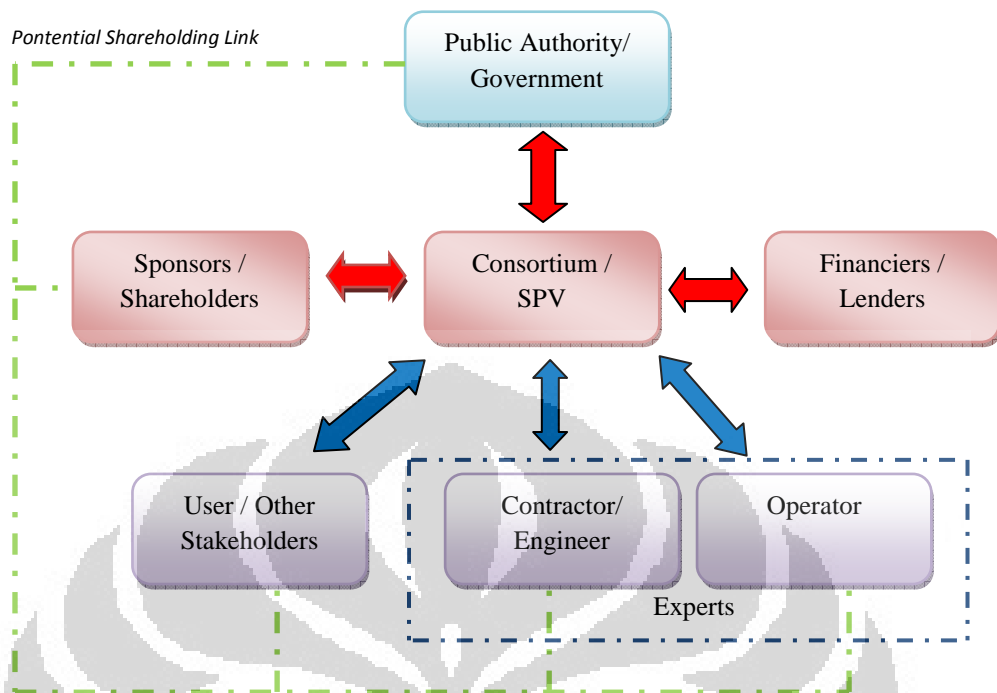 Pontential Shareholding Link
Public Authority/
Government
Sponsors /
Shareholders
Consortium /
SPV
Financiers /
Lenders
User / Other
Stakeholders
Contractor/
Engineer
Operator
Experts